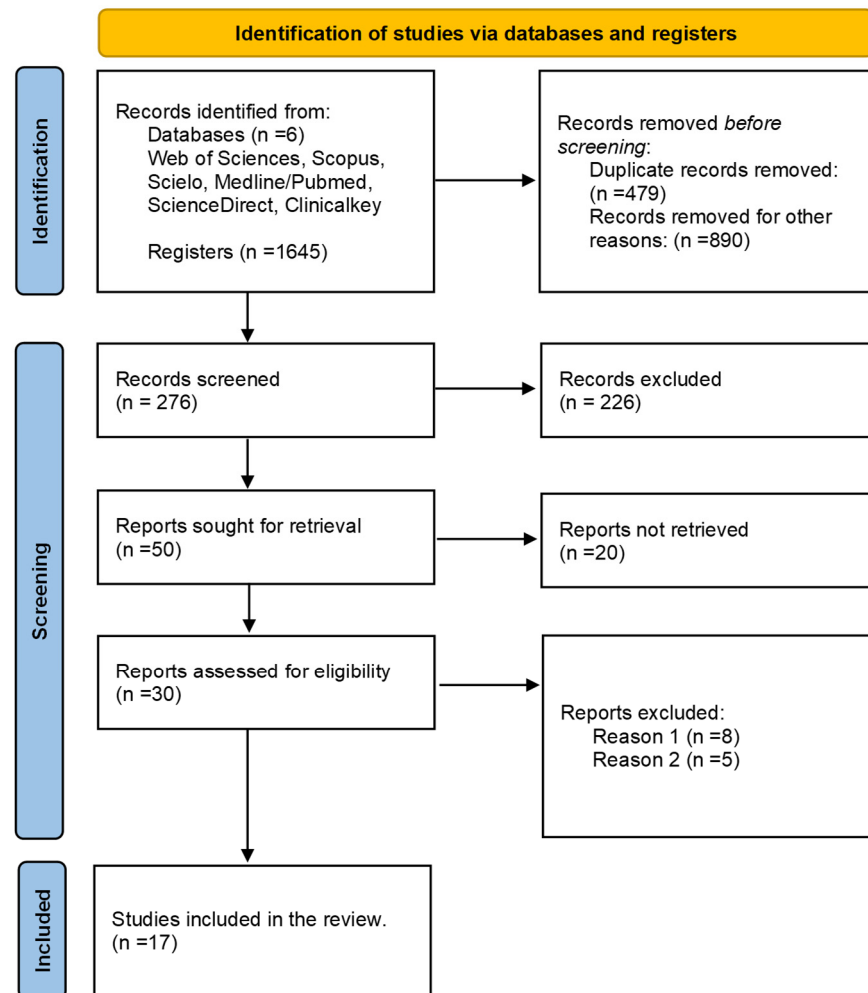 Identification of studies via databases and registers
Identification
Records identified from:
Databases (n =6)
Web of Sciences, Scopus,
Scielo, Medline/Pubmed,
ScienceDirect, Clinicalkey
Registers (n =1645)
Records removed before
screening:
Duplicate records removed:
(n =479)
Records removed for other
reasons: (n =890)
Screening
Records screened
(n = 276)
Records excluded
(n = 226)
Reports sought for retrieval
(n =50)
Reports not retrieved
(n =20)
Reports assessed for eligibility
(n =30)
Reports excluded:
Reason 1 (n =8)
Reason 2 (n =5)
Included
Studies included in the review.
(n =17)